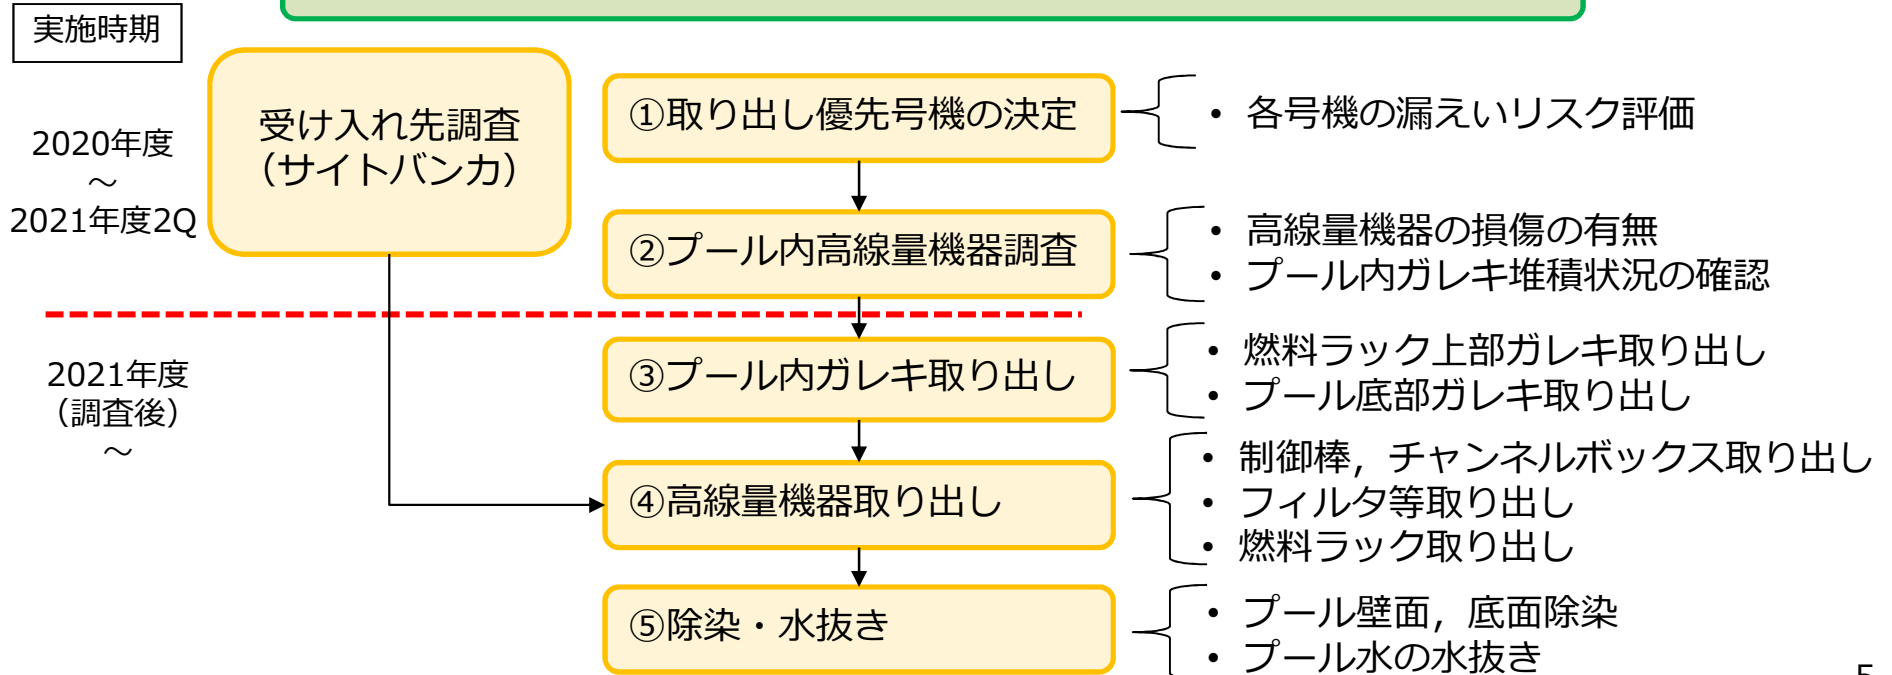 実施時期
2020年度
～
2021年度2Q
受け入れ先調査
（サイトバンカ）
①取り出し優先号機の決定
• 各号機の漏えいリスク評価
②プール内高線量機器調査
• 高線量機器の損傷の有無
• プール内ガレキ堆積状況の確認
2021年度
（調査後）
～
③プール内ガレキ取り出し
• 燃料ラック上部ガレキ取り出し
• プール底部ガレキ取り出し
④高線量機器取り出し
• 制御棒，チャンネルボックス取り出し
• フィルタ等取り出し
• 燃料ラック取り出し
⑤除染・水抜き
• プール壁面，底面除染
• プール水の水抜き